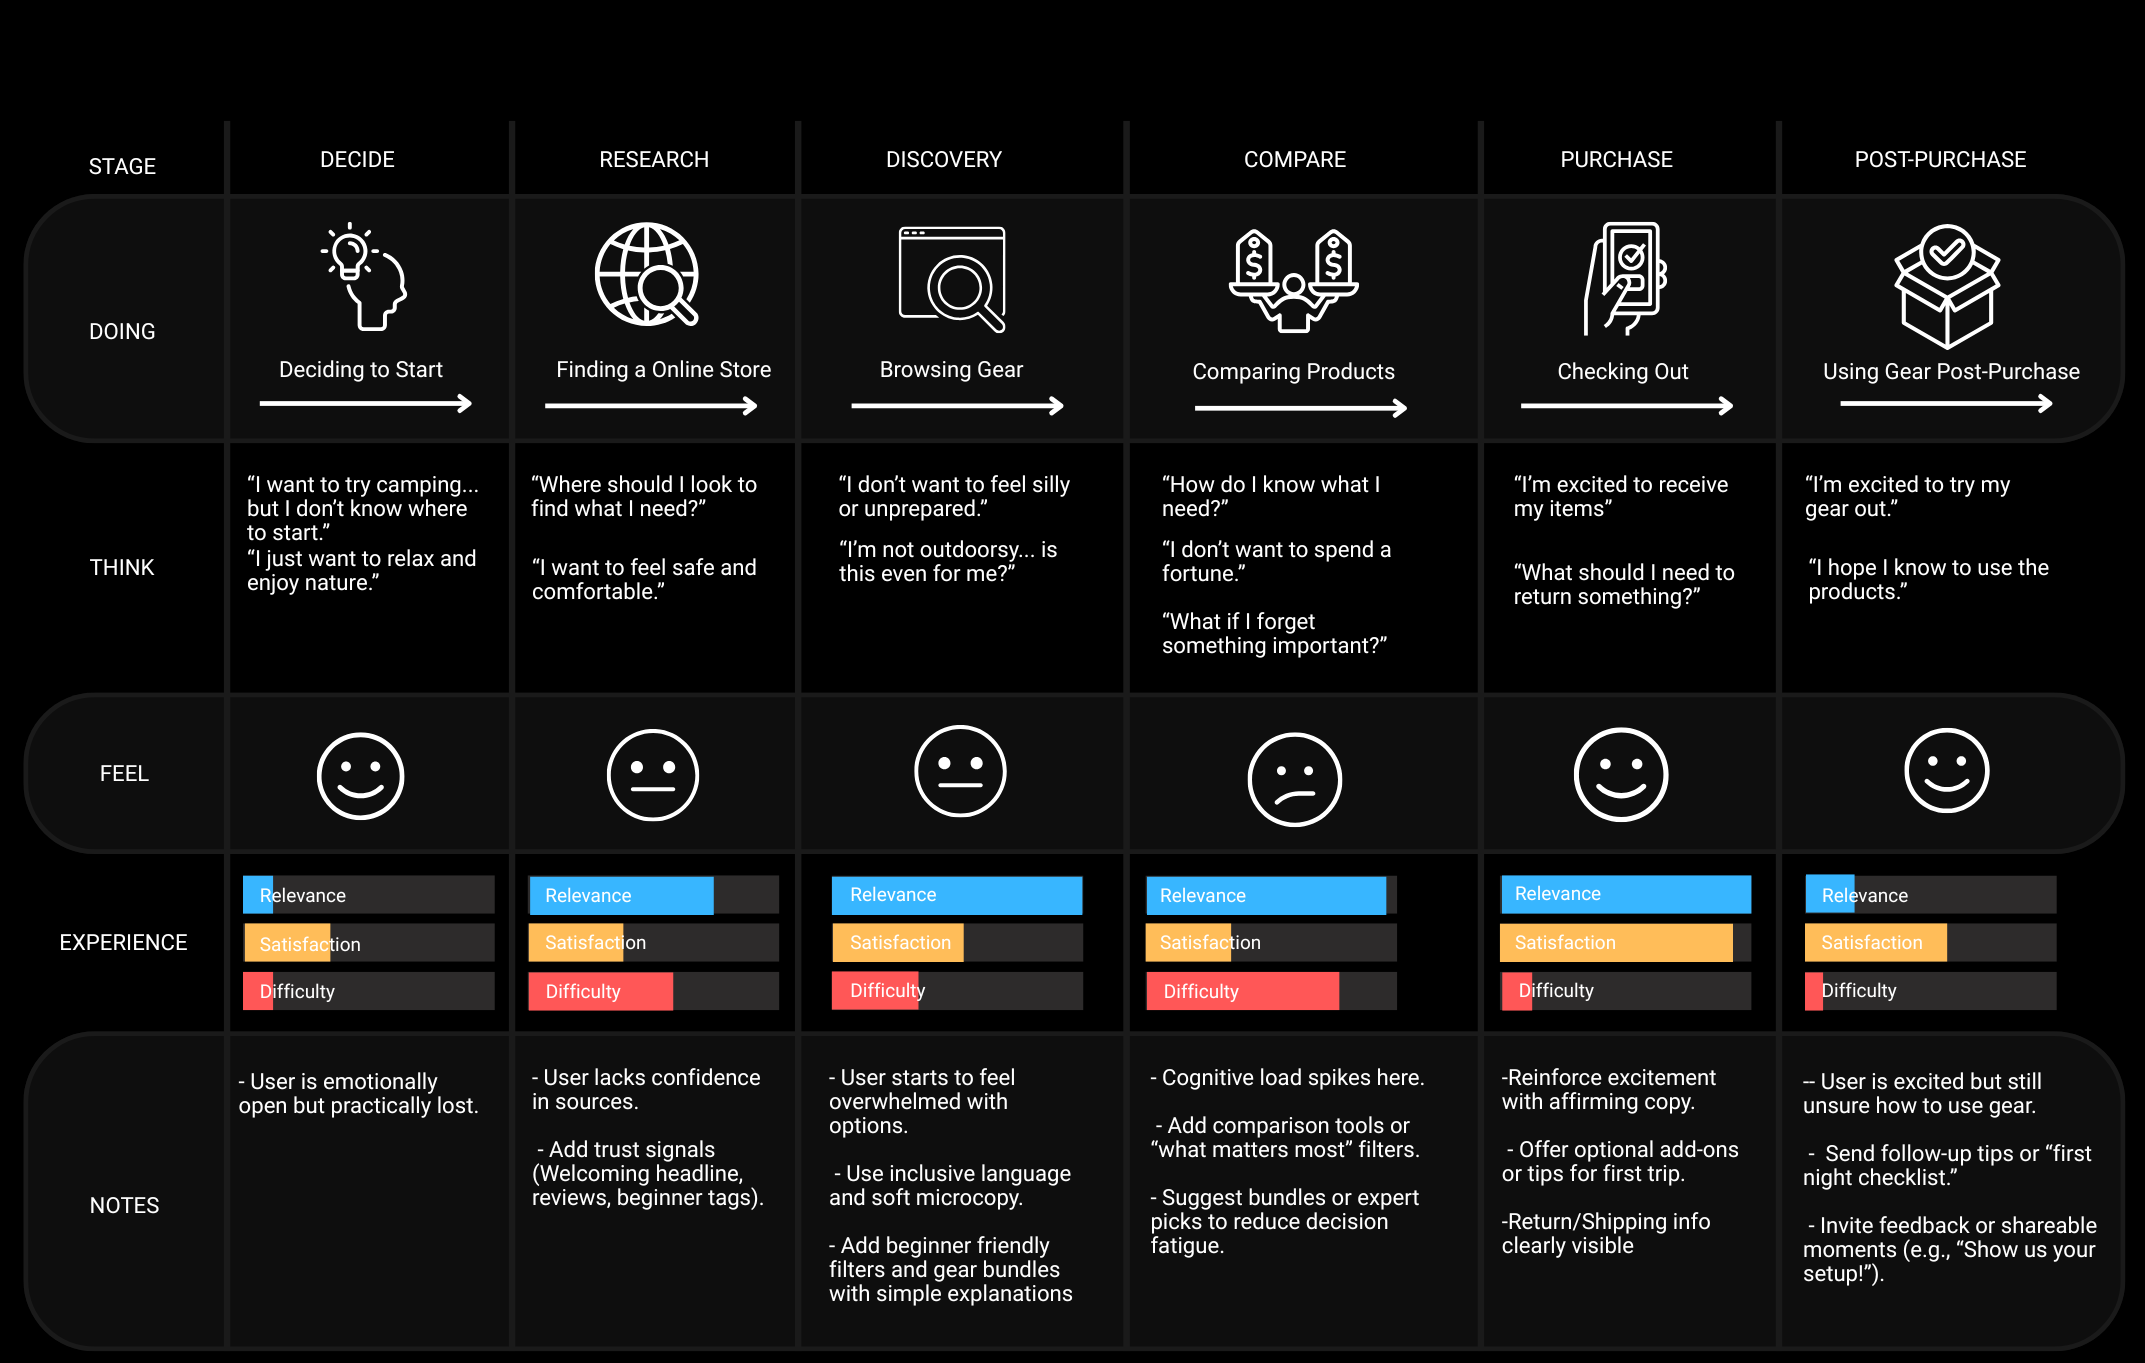 STAGE
DECIDE
RESEARCH
DISCOVERY
COMPARE
PURCHASE
POST-PURCHASE
DOING
Deciding to Start
Finding a Online Store
Browsing Gear
Comparing Products
Checking Out
Using Gear Post-Purchase
THINK
“I want to try camping...
but I don’t know where
to start.”
“I just want to relax and
enjoy nature.”
“Where should I look to
find what I need?”
“I want to feel safe and
comfortable.”
“I don’t want to feel silly
or unprepared.”
“I’m not outdoorsy... is
this even for me?”
“How do I know what I
need?”
“I don’t want to spend a
fortune.”
“What if I forget
something important?”
“I’m excited to receive
my items”
“What should I need to
return something?”
“I’m excited to try my
gear out.”
“I hope I know to use the
products.”
FEEL
EXPERIENCE
Relevance
Satisfaction
Difficulty
Relevance
Satisfaction
Difficulty
Relevance
Satisfaction
Difficulty
Relevance
Satisfaction
Difficulty
Relevance
Satisfaction
Difficulty
Relevance
Satisfaction
Difficulty
NOTES
- User is emotionally
open but practically lost.
- User lacks confidence
in sources.
- Add trust signals
(Welcoming headline,
reviews, beginner tags).
- User starts to feel
overwhelmed with
options.
- Use inclusive language
and soft microcopy.
- Add beginner friendly
filters and gear bundles
with simple explanations
- Cognitive load spikes here.
- Add comparison tools or
“what matters most” filters.
- Suggest bundles or expert
picks to reduce decision
fatigue.
-Reinforce excitement
with affirming copy.
- Offer optional add-ons
or tips for first trip.
-Return/Shipping info
clearly visible
-- User is excited but still
unsure how to use gear.
- Send follow-up tips or “first
night checklist.”
- Invite feedback or shareable
moments (e.g., “Show us your
setup!”).